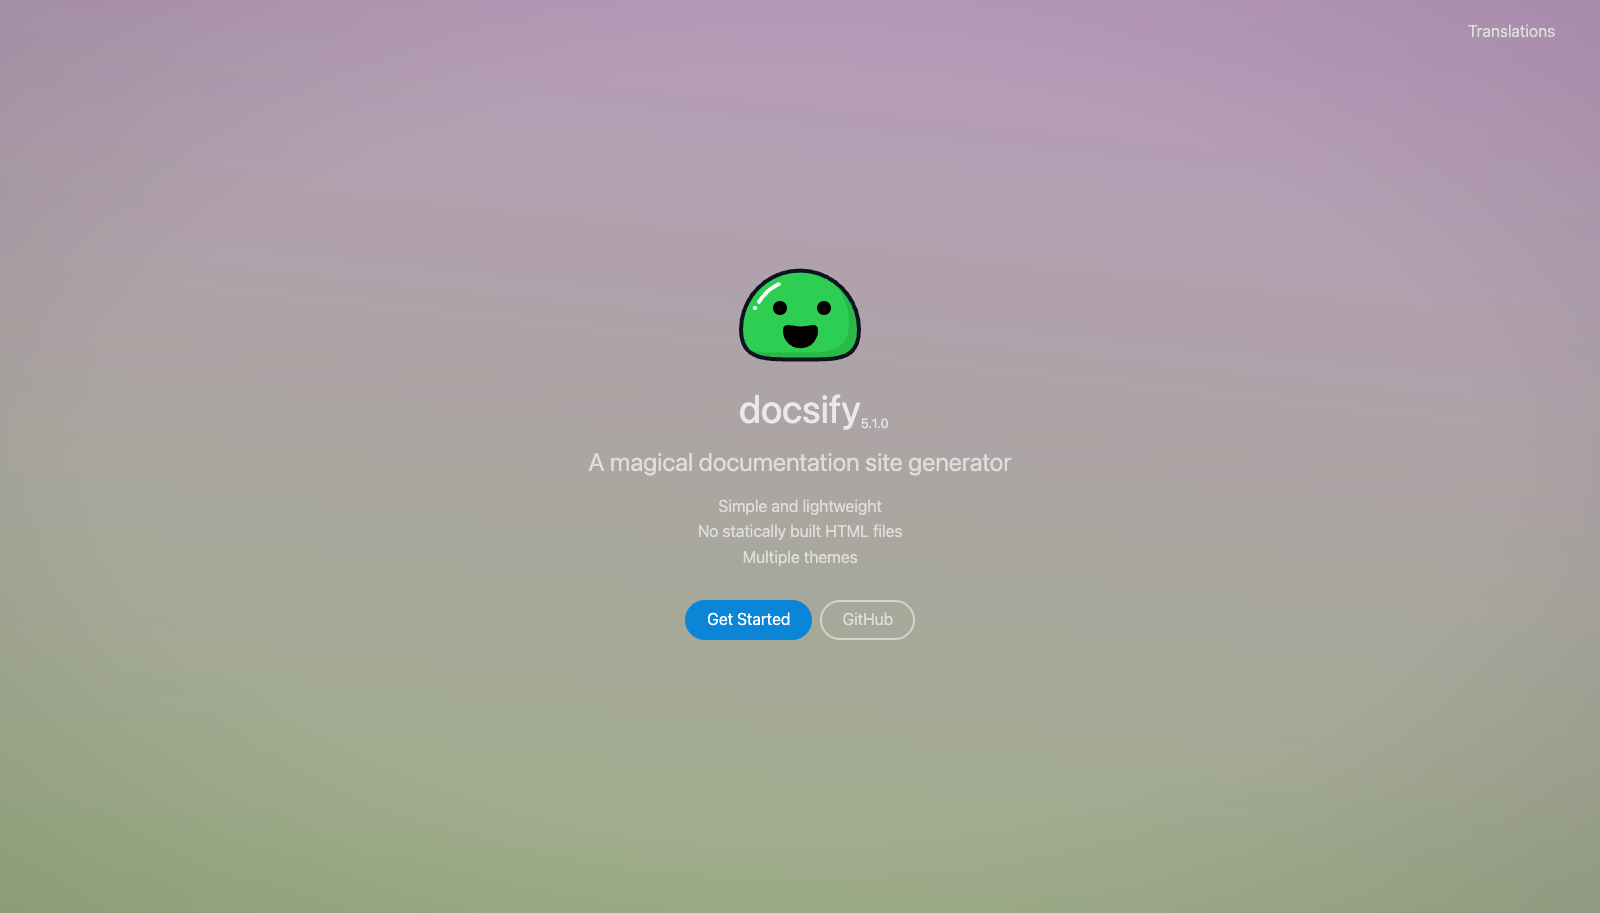 Translations
docsify 5.1.0
A magical documentation site generator
Simple and lightweight
No statically built HTML files
Multiple themes
Get Started GitHub